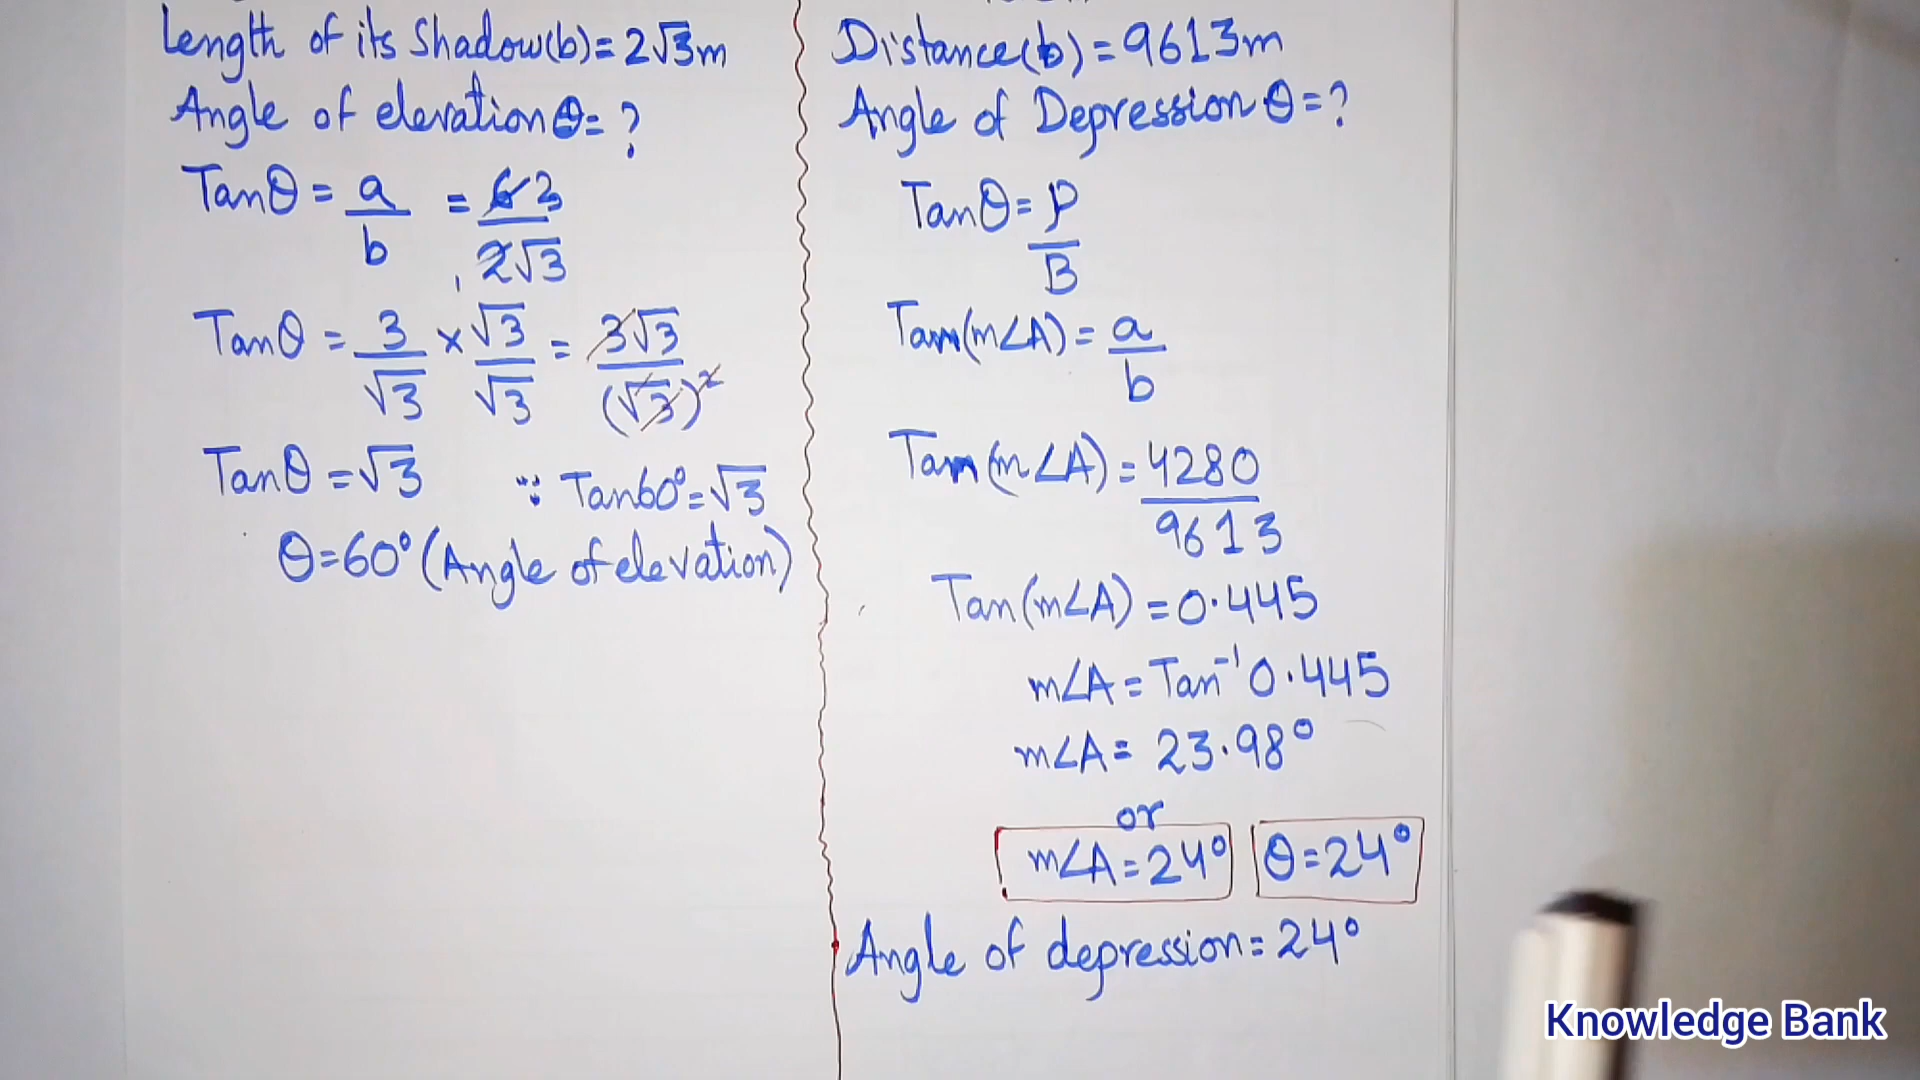 Length of its Shadow(b)=2√3m
Angle of elevation θ=?
Tanθ = a/b = 6 3/2√3
1
Tanθ = 3/√3 × √3/√3 = 3√3/(√3)²
Tanθ = √3 ∵ Tan60°=√3
θ=60° (Angle of elevation)
Distance(b)=9613m
Angle of Depression θ=?
Tanθ= P/B
Tan(m∠A)= a/b
Tan(m∠A)= 4280/9613
Tan(m∠A)=0.445
m∠A=Tan⁻¹0.445
m∠A= 23.98°
or
m∠A=24° θ=24°
Angle of depression=24°
Knowledge Bank